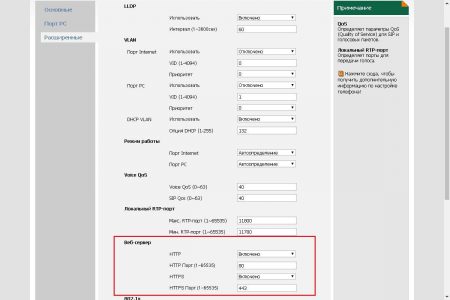 Основные
Порт PC
Расширенные
LLDP
Использовать Включено
Интервал (1~3600сек) 60
VLAN
Порт Internet Использовать Отключено
VID (1-4094) 0
Приоритет 0
Порт PC Использовать Отключено
VID (1-4094) 1
Приоритет 0
DHCP VLAN Использовать Включено
Опция DHCP (1-255) 132
Режим работы
Порт Internet Автоопределение
Порт PC Автоопределение
Voice QoS
Voice QoS (0~63) 40
SIP Qos (0~63) 40
Локальный RTP-порт
Макс. RTP-порт (1~65535) 11800
Мин. RTP-порт (1~65535) 11780
Веб-сервер
HTTP Включено
HTTP Порт (1~65535) 80
HTTPS Включено
HTTPS Порт (1~65535) 443
802.1x
Примечание
QoS
Определяет параметры QoS
(Quality of Service) для SIP и
голосовых пакетов.
Локальный RTP-порт
Определяет порты для
передачи голоса.
Нажмите сюда, чтобы
получить дополнительную
информацию по настройке
телефона!